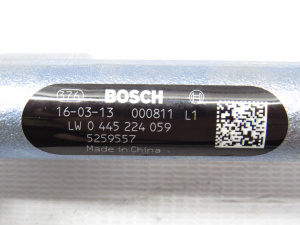 BOSCH
16-03-13 000811 L1
LW 0 445 224 059
5259557
Made in China